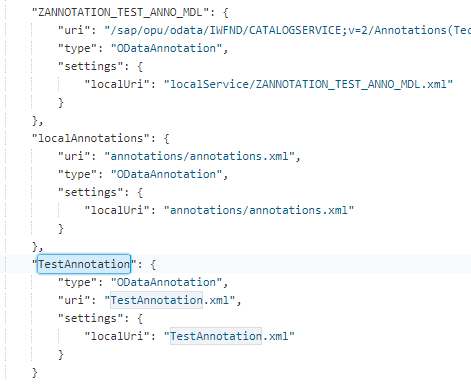 "ZANNOTATION_TEST_ANNO_MDL": {
"uri": "/sap/opu/odata/IWFND/CATALOGSERVICE;v=2/Annotations(Tec
"type": "ODataAnnotation",
"settings": {
"localUri": "localService/ZANNOTATION_TEST_ANNO_MDL.xml"
}
},
"localAnnotations": {
"uri": "annotations/annotations.xml",
"type": "ODataAnnotation",
"settings": {
"localUri": "annotations/annotations.xml"
}
},
"TestAnnotation": {
"type": "ODataAnnotation",
"uri": "TestAnnotation.xml",
"settings": {
"localUri": "TestAnnotation.xml"
}
}